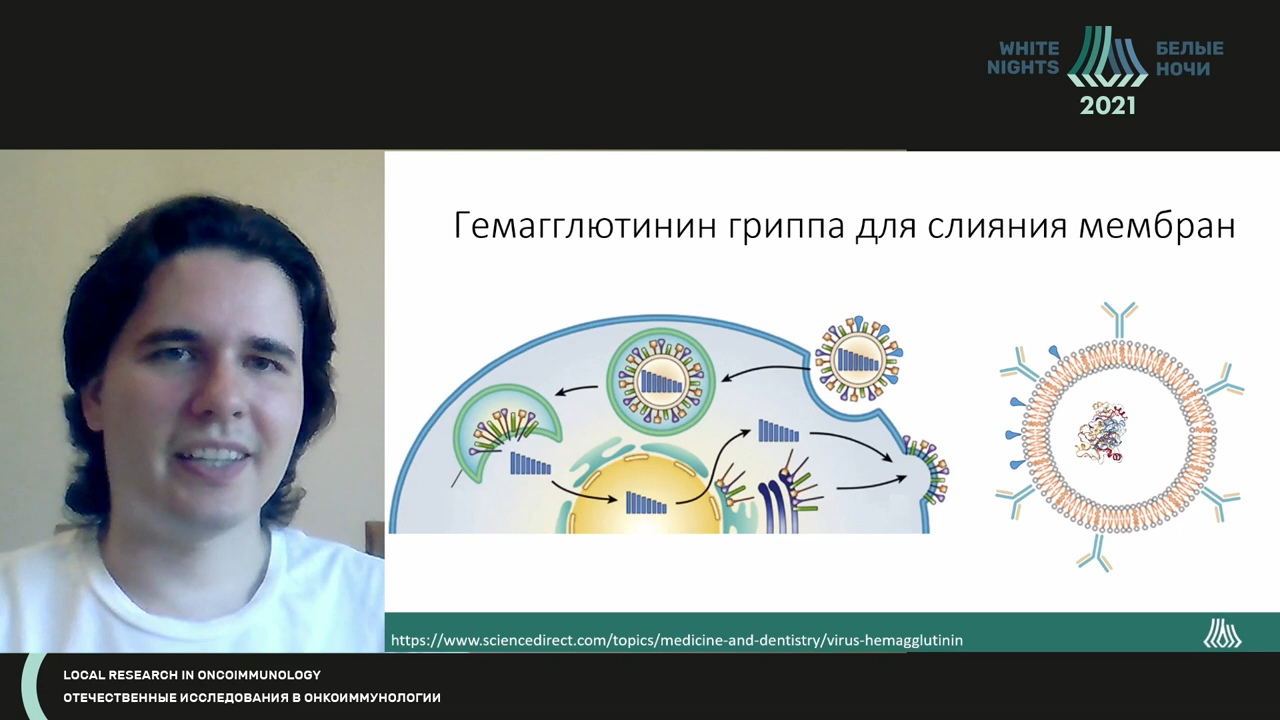 WHITE
NIGHTS
БЕЛЫЕ
НОЧИ
2021
Гемагглютинин гриппа для слияния мембран
https://www.sciencedirect.com/topics/medicine-and-dentistry/virus-hemagglutinin
LOCAL RESEARCH IN ONCOIMMUNOLOGY
ОТЕЧЕСТВЕННЫЕ ИССЛЕДОВАНИЯ В ОНКОИММУНОЛОГИИ